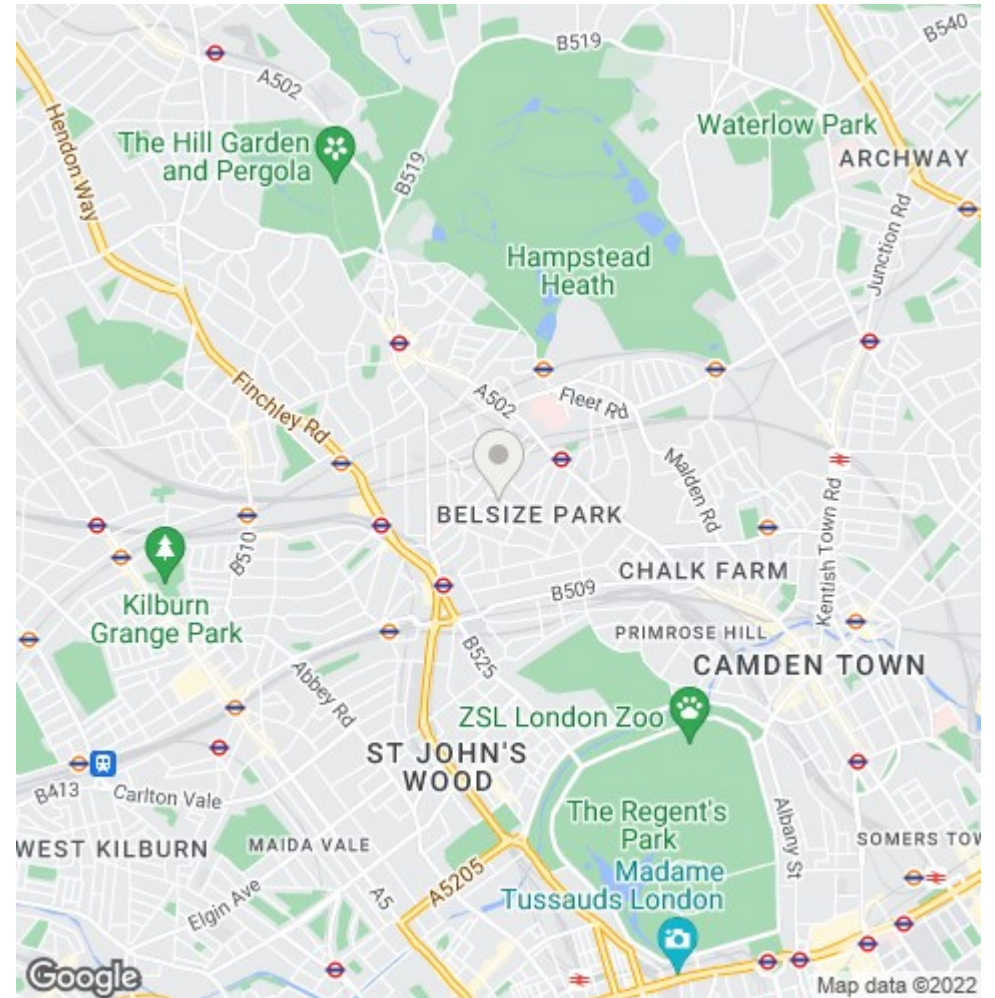 B519
B540
A502
Hendon Way
The Hill Garden
and Pergola
B519
Waterlow Park
ARCHWAY
Junction Rd
Hampstead
Heath
Finchley Rd
A502
Fleet Rd
Malden Rd
BELSIZE PARK
Kentish Town Rd
B510
CHALK FARM
B509
Kilburn
Grange Park
PRIMROSE HILL
B525
Abbey Rd
CAMDEN TOWN
ZSL London Zoo
ST JOHN'S
WOOD
B413
Carlton Vale
The Regent's
Park
Albany St
WEST KILBURN
MAIDA VALE
SOMERS TOW
A5205
Madame
Tussauds London
Elgin Ave
A5
Google
Map data ©2022